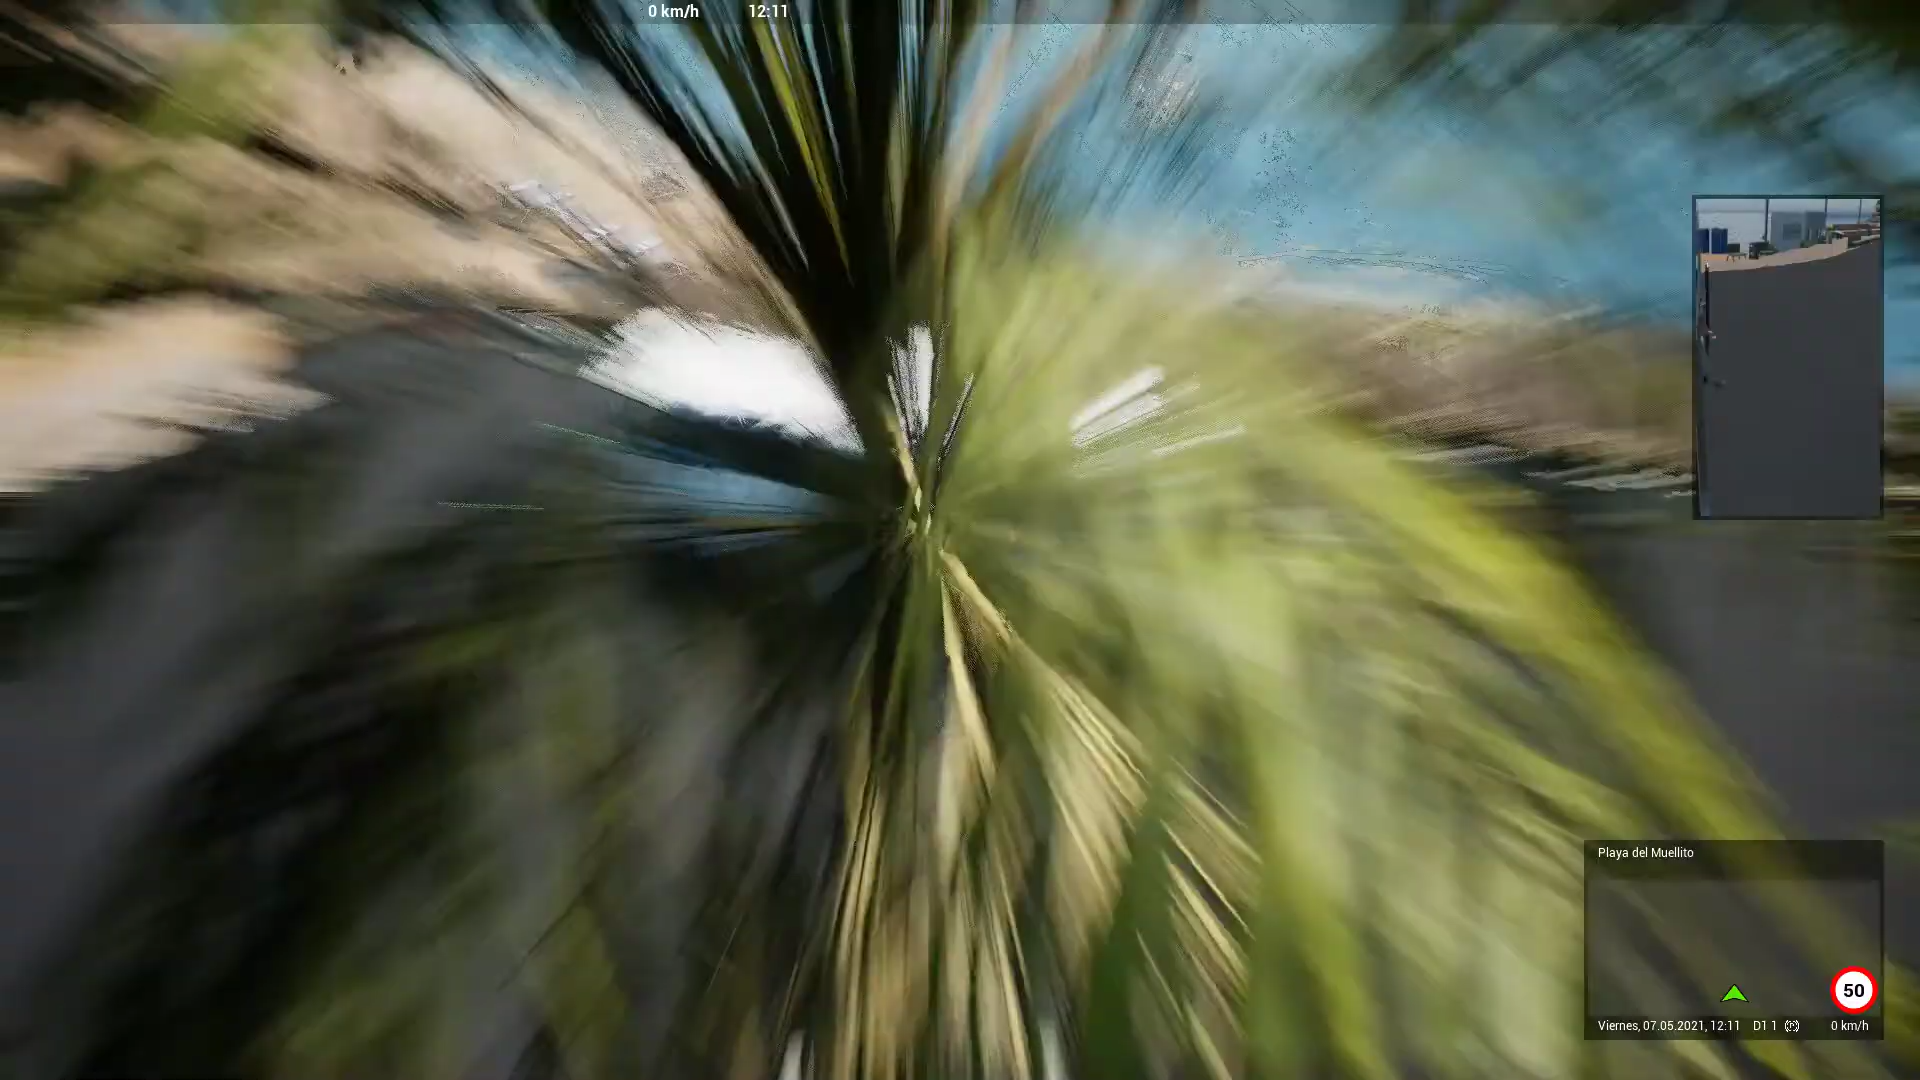 0 km/h 12:11
Playa del Muellito
50
Viernes, 07.05.2021, 12:11 D1 1 (P) 0 km/h